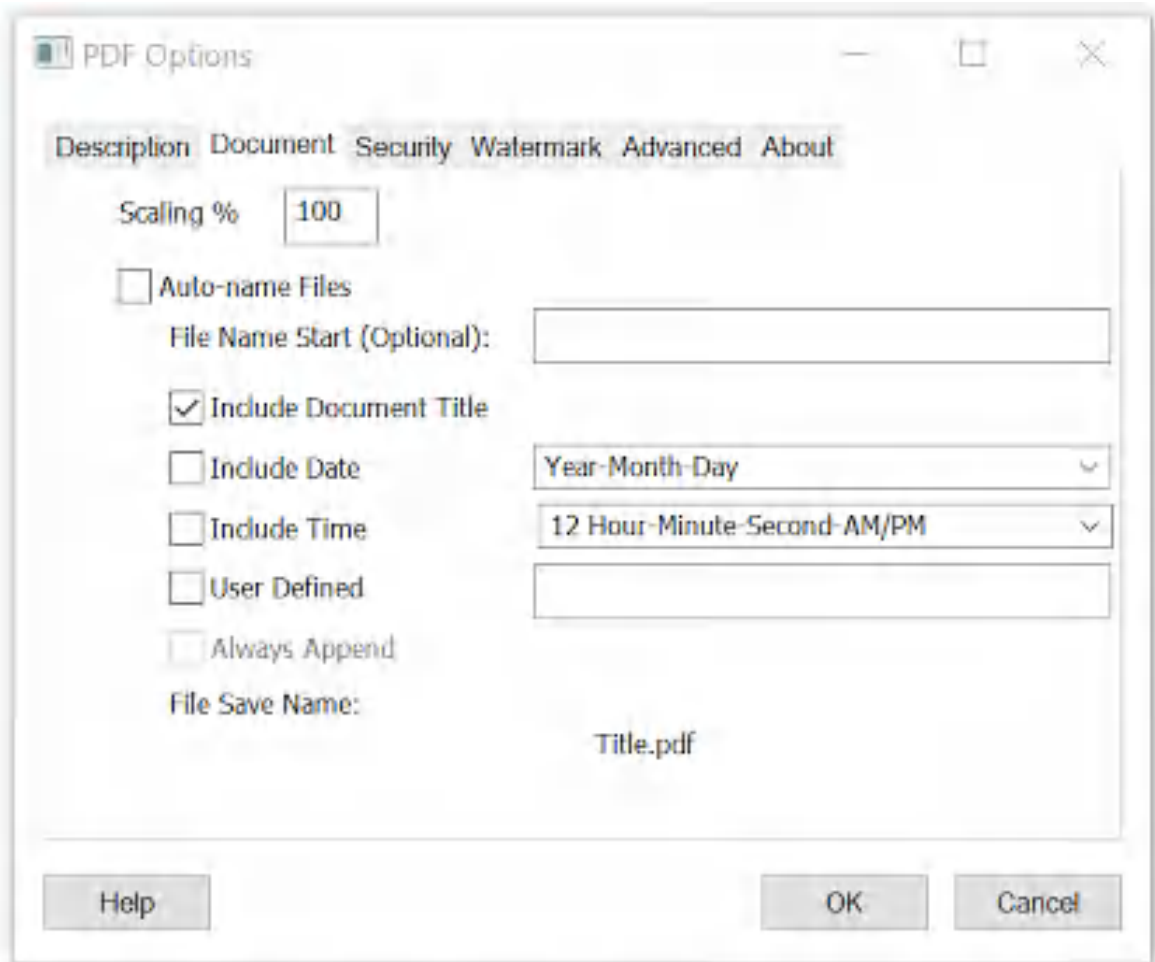 PDF Options
Description Document Security Watermark Advanced About
Scaling % 100
Auto-name Files
File Name Start (Optional):
Include Document Title
Include Date Year-Month-Day
Include Time 12 Hour-Minute-Second-AM/PM
User Defined
Always Append
File Save Name:
Title.pdf
Help OK Cancel